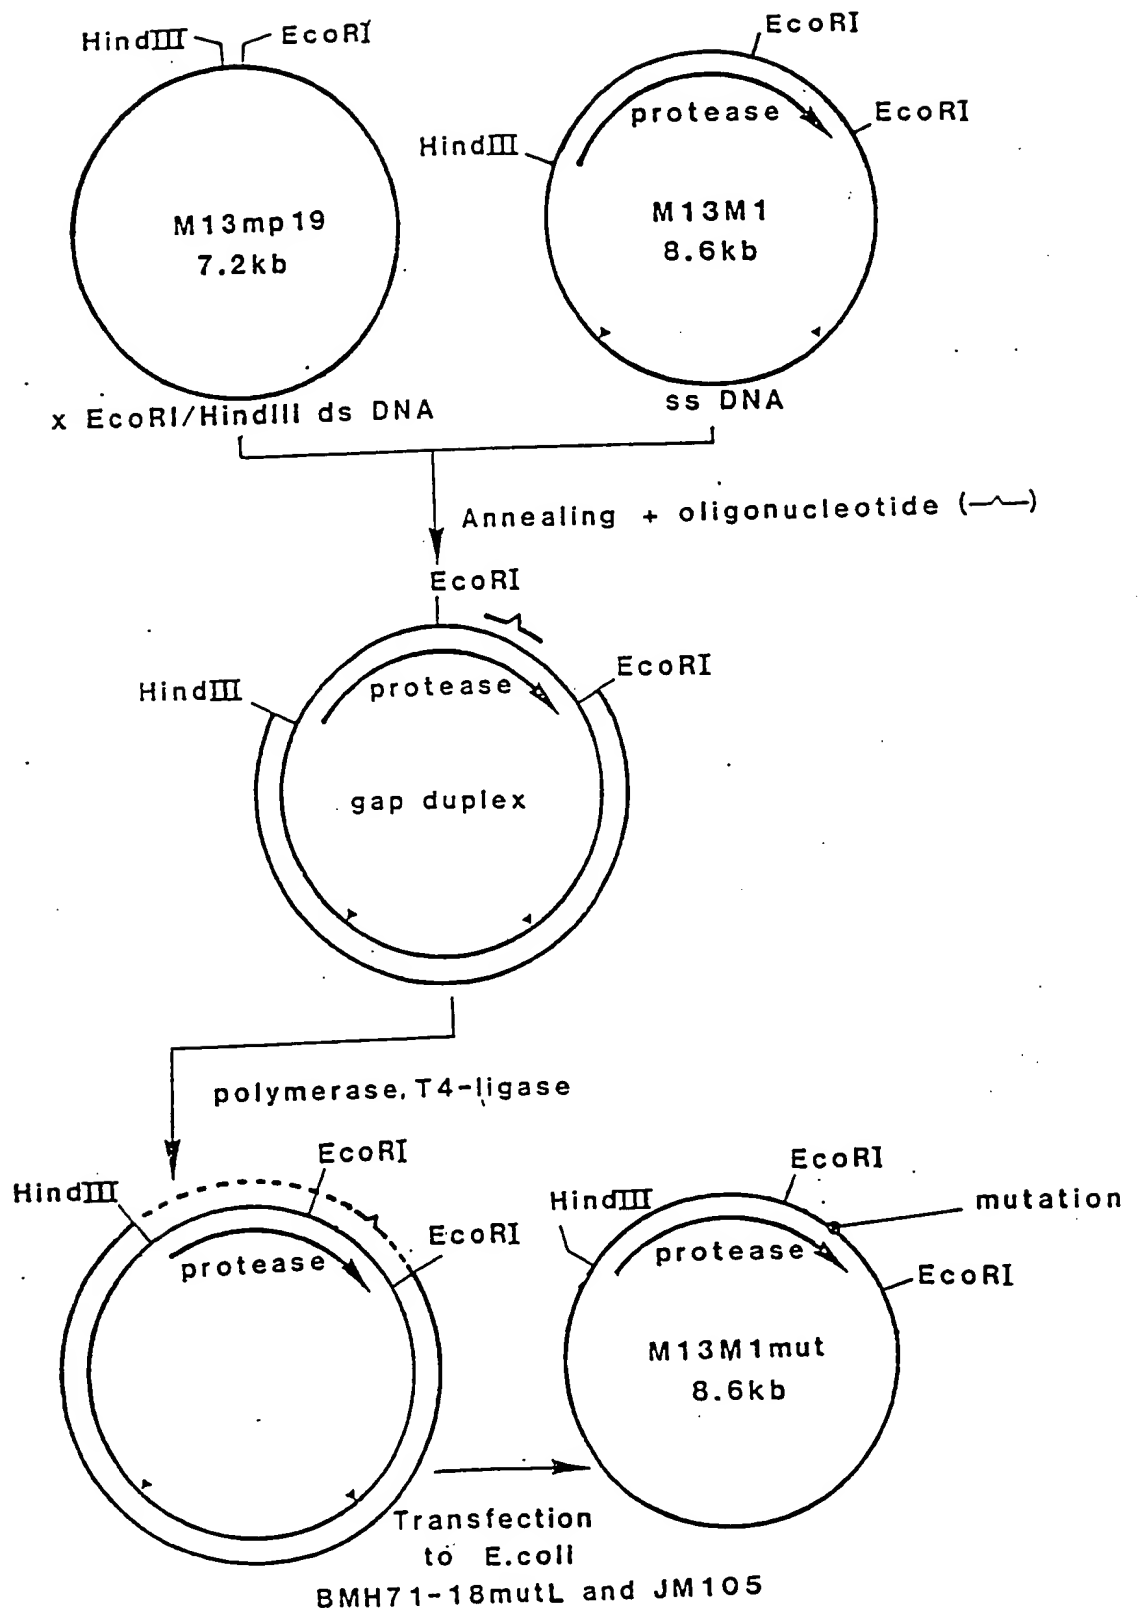 HindIII EcoRI
M13mp19
7.2kb
x EcoRI/HindIII ds DNA
EcoRI
protease
EcoRI
HindIII
M13M1
8.6kb
ss DNA
Annealing + oligonucleotide ( )
EcoRI
EcoRI
HindIII
protease
gap duplex
polymerase, T4-ligase
EcoRI
HindIII
EcoRI
protease
EcoRI
HindIII
mutation
protease
EcoRI
M13M1mut
8.6kb
Transfection
to E.coli
BMH71-18mutL and JM105